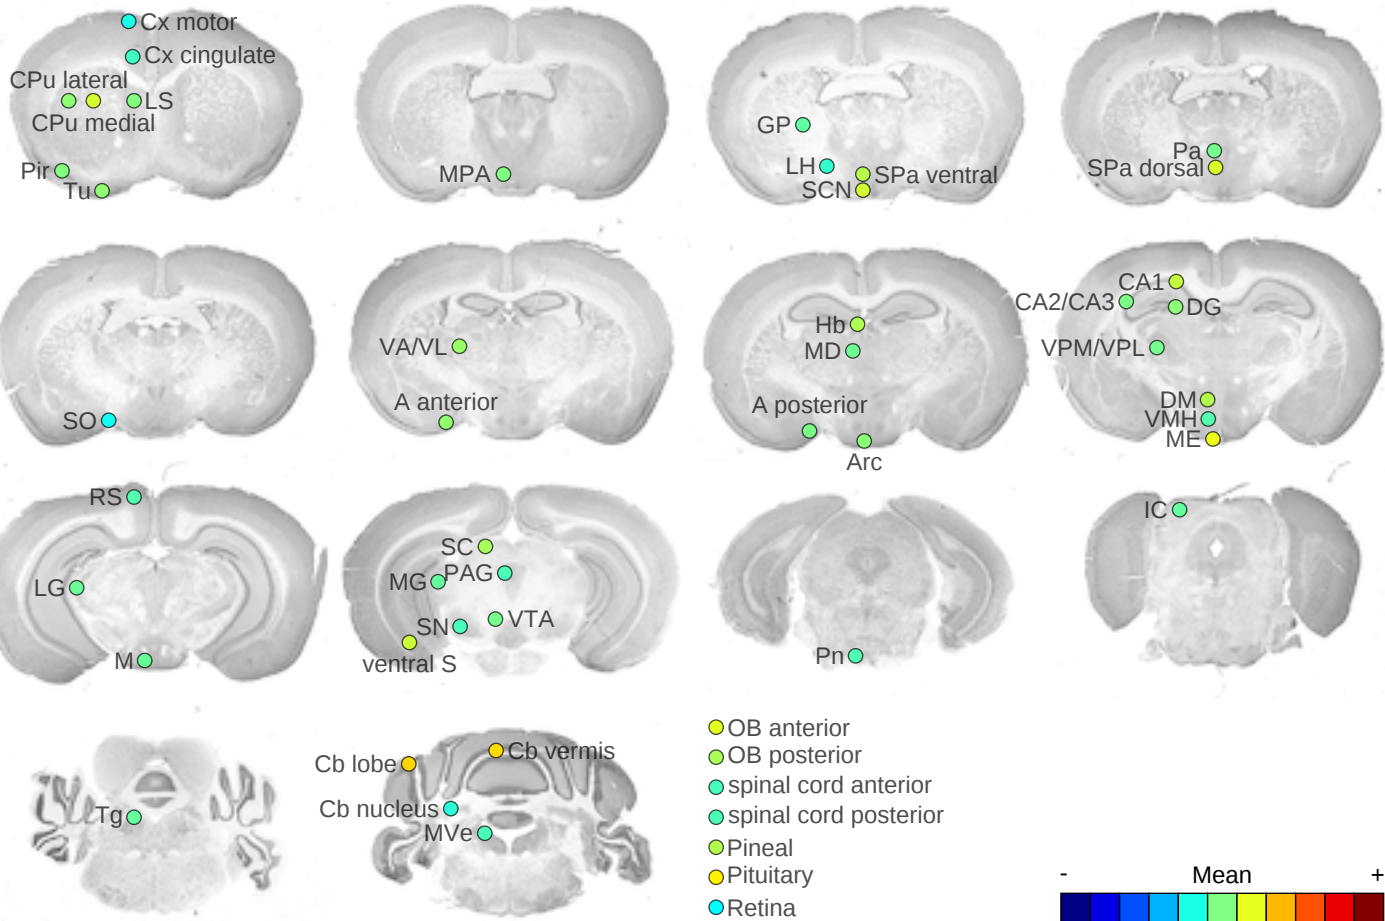 Cx motor
Cx cingulate
CPu lateral
LS
CPu medial
Pir
Tu
MPA
GP
LH
SPa ventral
SCN
Pa
SPa dorsal
SO
VA/VL
A anterior
Hb
MD
A posterior
Arc
CA1
CA2/CA3
DG
VPM/VPL
DM
VMH
ME
RS
LG
M
SC
MG
PAG
SN
VTA
ventral S
Pn
IC
Tg
Cb lobe
Cb vermis
Cb nucleus
MVe
OB anterior
OB posterior
spinal cord anterior
spinal cord posterior
Pineal
Pituitary
Retina
- Mean +